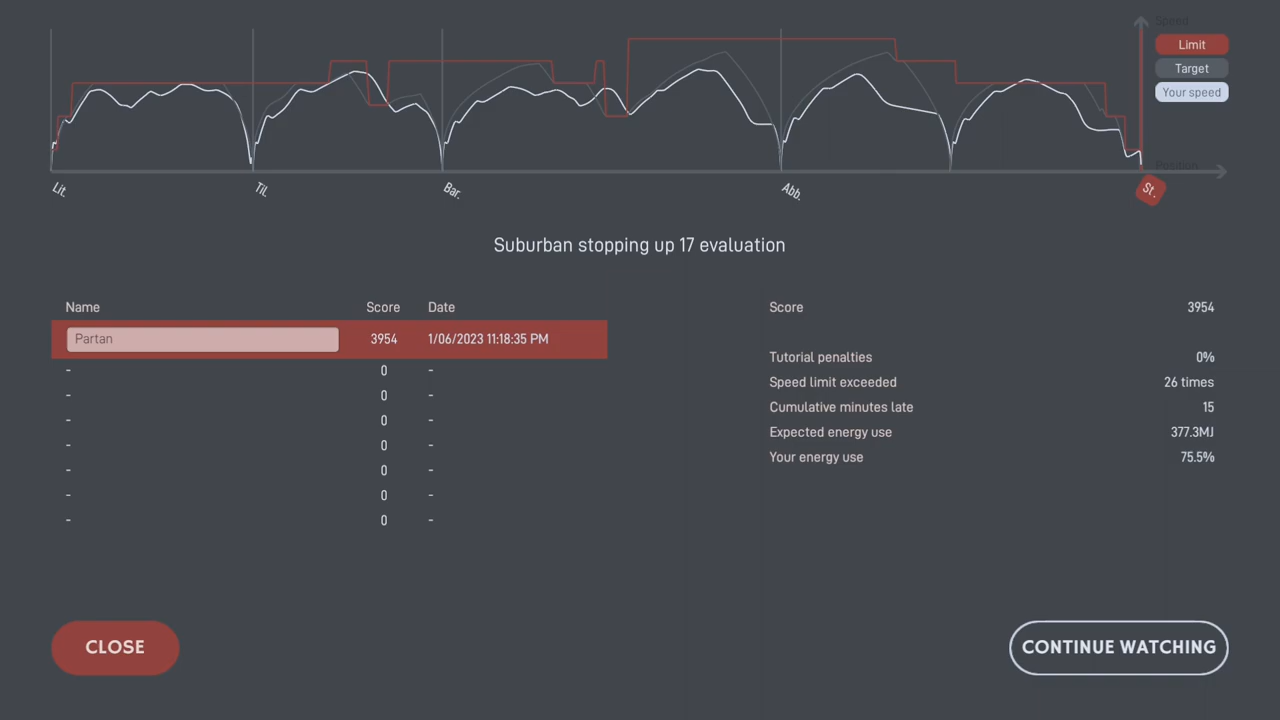 Speed
Limit
Target
Your speed
Position
Lit.
Til.
Bar.
Abb.
St.
Suburban stopping up 17 evaluation
Name Score Date
Partan 3954 1/06/2023 11:18:35 PM
- 0 -
- 0 -
- 0 -
- 0 -
- 0 -
- 0 -
- 0 -
Score 3954
Tutorial penalties 0%
Speed limit exceeded 26 times
Cumulative minutes late 15
Expected energy use 377.3MJ
Your energy use 75.5%
CLOSE
CONTINUE WATCHING